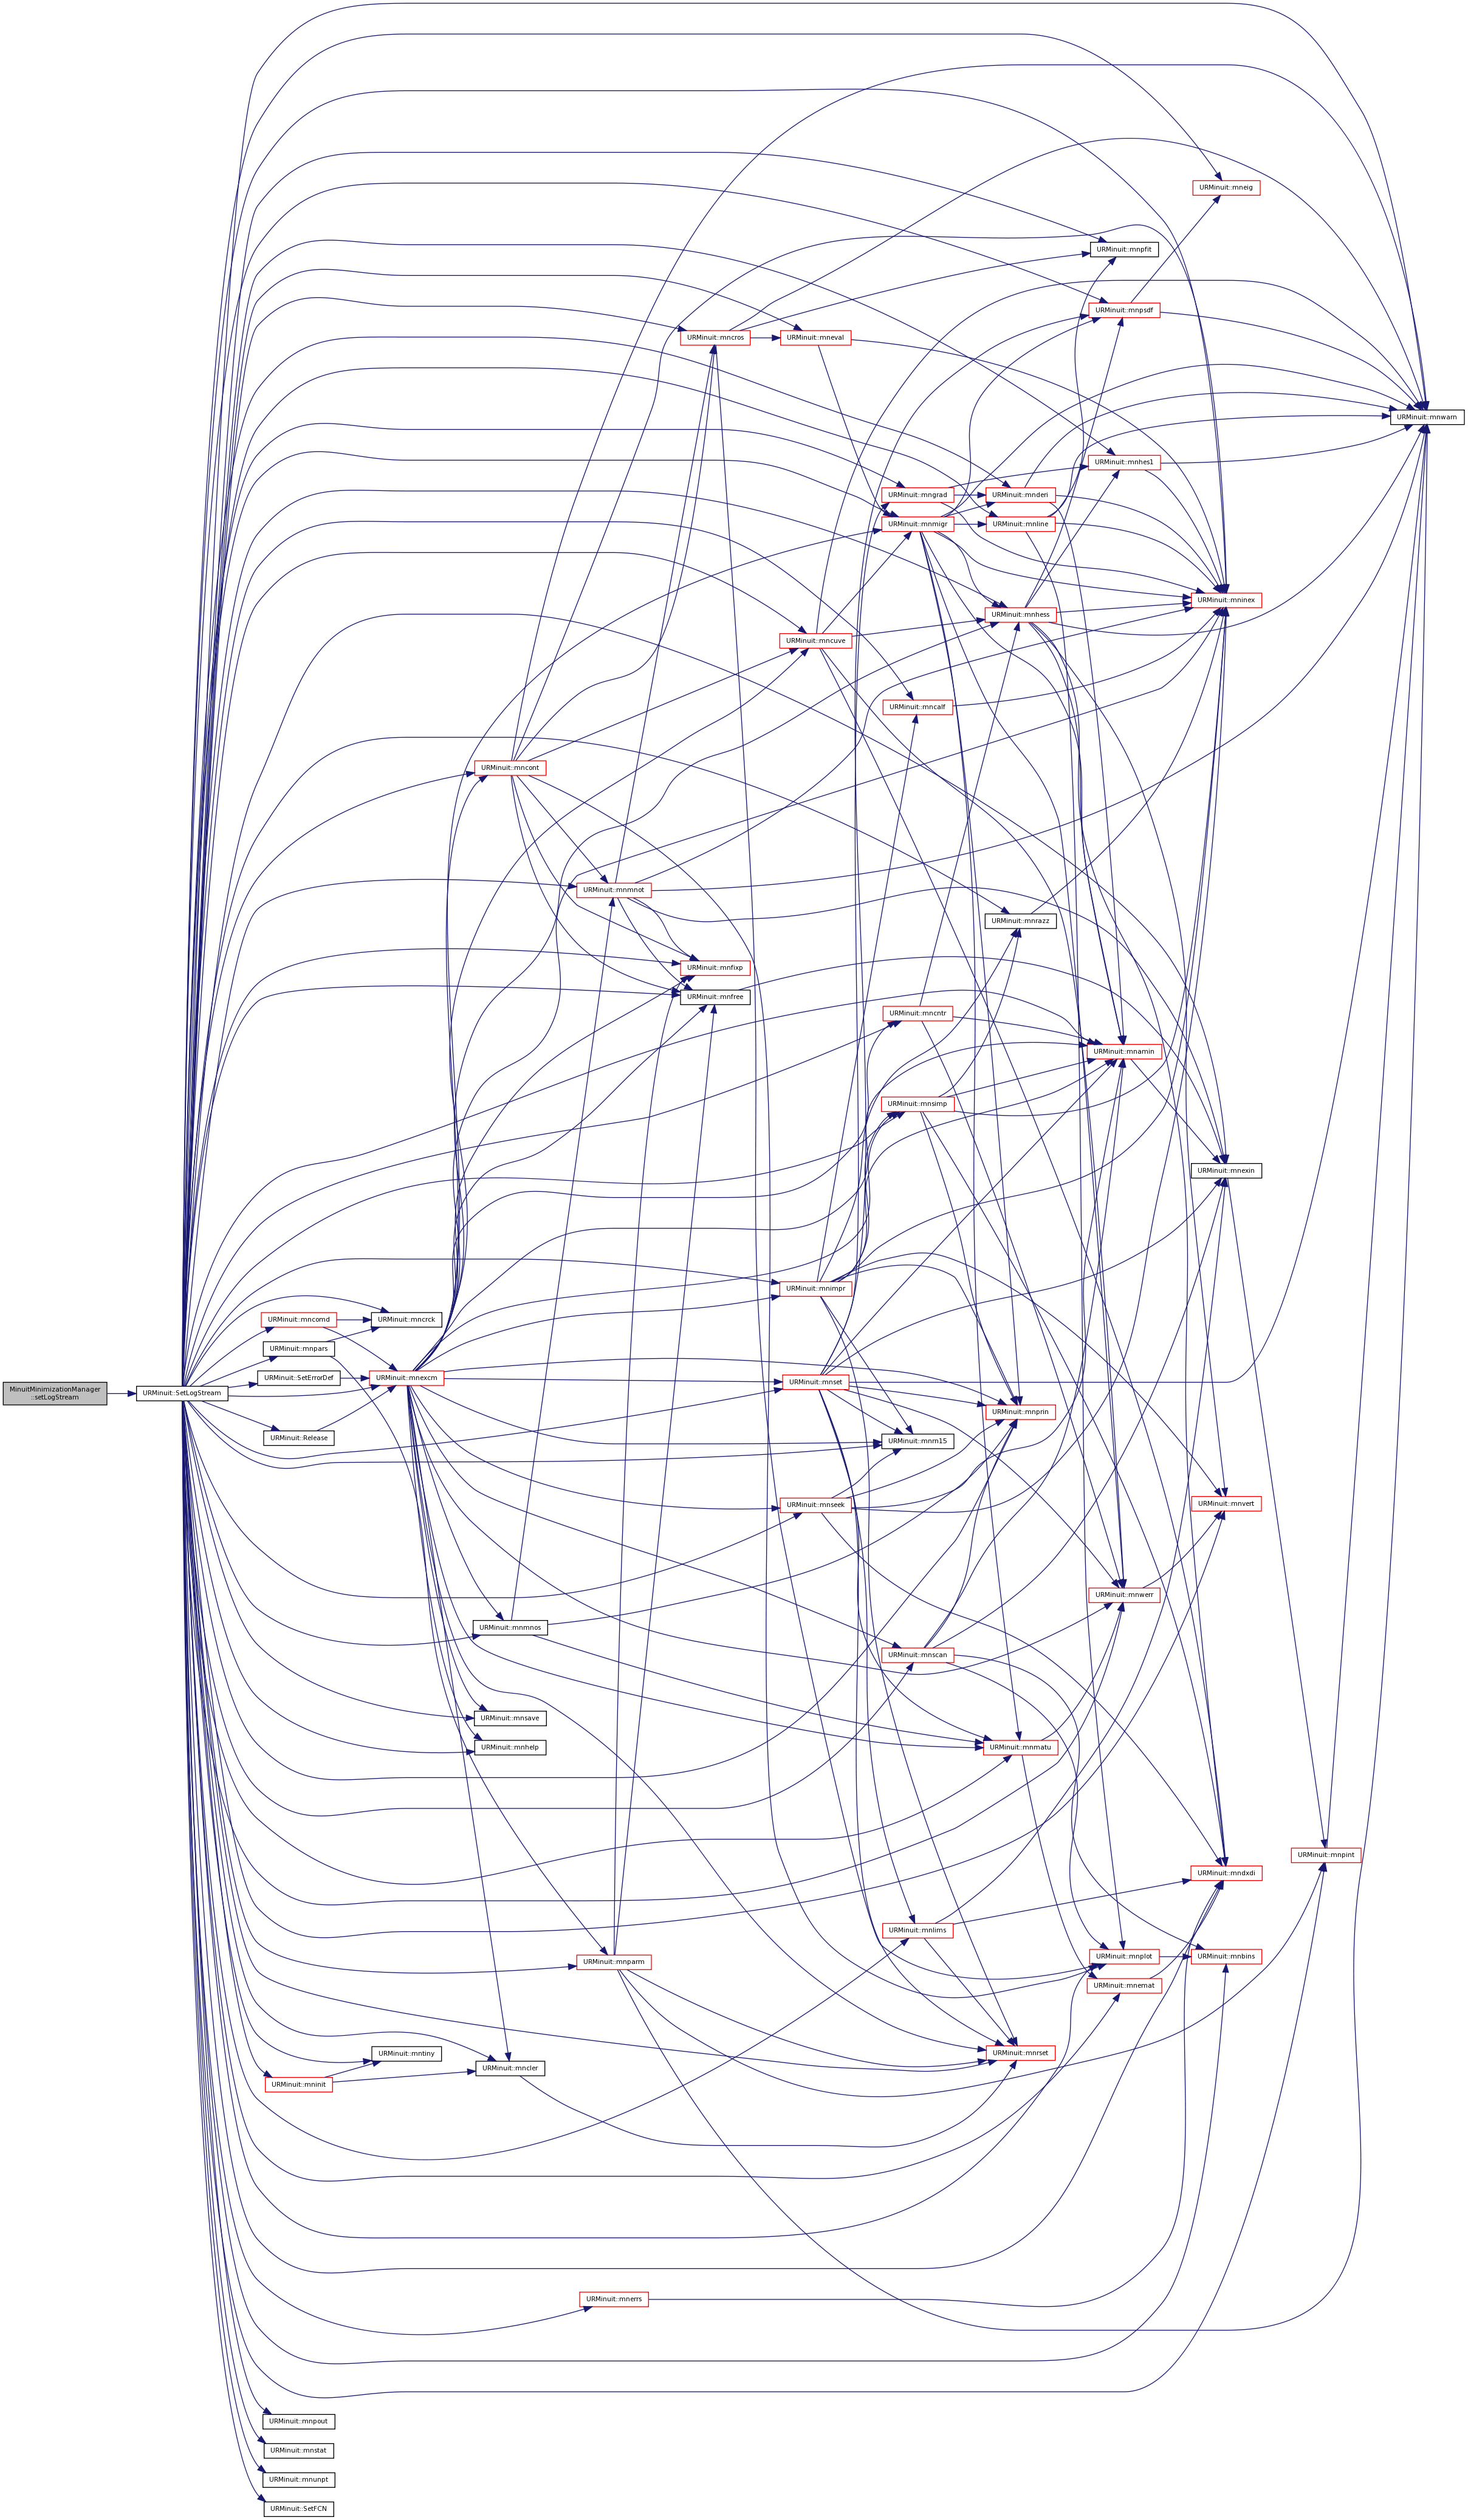 URMinuit::mneig
URMinuit::mnpfit
URMinuit::mnpsdf
URMinuit::mncros
URMinuit::mneval
URMinuit::mnwarn
URMinuit::mnhes1
URMinuit::mngrad
URMinuit::mnderi
URMinuit::mnmigr
URMinuit::mnline
URMinuit::mninex
URMinuit::mnhess
URMinuit::mncuve
URMinuit::mncalf
URMinuit::mncont
URMinuit::mnmnot
URMinuit::mnrazz
URMinuit::mnfixp
URMinuit::mnfree
URMinuit::mncntr
URMinuit::mnamin
URMinuit::mnsimp
URMinuit::mnexin
URMinuit::mnimpr
URMinuit::mncomd
URMinuit::mncrck
URMinuit::mnpars
URMinuit::SetErrorDef
URMinuit::mnexcm
URMinuit::mnset
MinuitMinimizationManager
::setLogStream
URMinuit::SetLogStream
URMinuit::mnprin
URMinuit::Release
URMinuit::mnm15
URMinuit::mnseek
URMinuit::mnvert
URMinuit::mnwerr
URMinuit::mnmnos
URMinuit::mnscan
URMinuit::mnsave
URMinuit::mnhelp
URMinuit::mnmatu
URMinuit::mnpint
URMinuit::mndxdi
URMinuit::mnlims
URMinuit::mnparm
URMinuit::mnplot
URMinuit::mnbins
URMinuit::mnemat
URMinuit::mntiny
URMinuit::mnrset
URMinuit::mncler
URMinuit::mninit
URMinuit::mnerrs
URMinuit::mnpout
URMinuit::mnstat
URMinuit::mnunpt
URMinuit::SetFCN